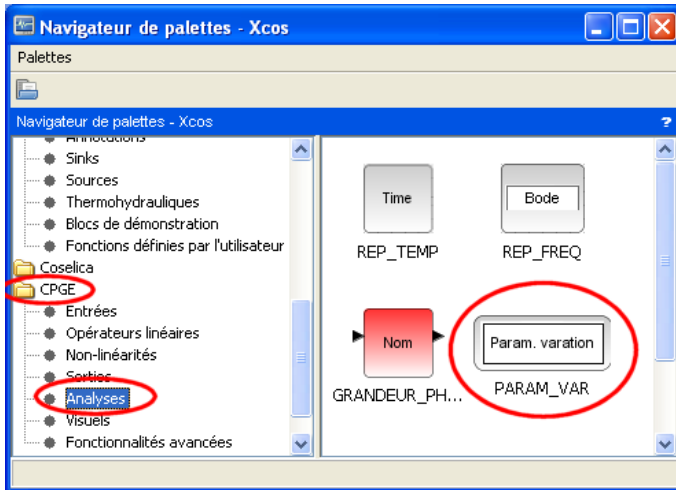 Navigateur de palettes - Xcos
Palettes
Navigateur de palettes - Xcos
?
Annotations
Sinks
Sources
Thermohydrauliques
Blocs de démonstration
Fonctions définies par l'utilisateur
Coselica
CPGE
Entrées
Opérateurs linéaires
Non-linéarités
Sorties
Analyses
Visuels
Fonctionnalités avancées
Time
Bode
REP_TEMP
REP_FREQ
Nom
Param. varation
GRANDEUR_PH...
PARAM_VAR